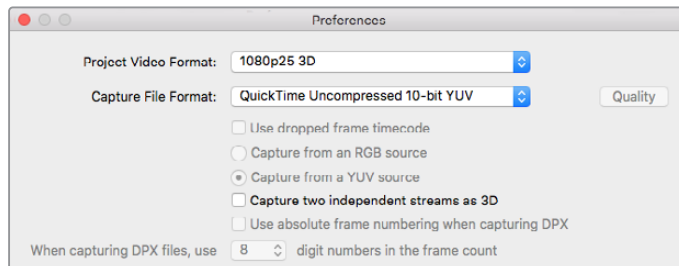 Preferences
Project Video Format: 1080p25 3D
Capture File Format: QuickTime Uncompressed 10-bit YUV Quality
Use dropped frame timecode
Capture from an RGB source
Capture from a YUV source
Capture two independent streams as 3D
Use absolute frame numbering when capturing DPX
When capturing DPX files, use 8 digit numbers in the frame count